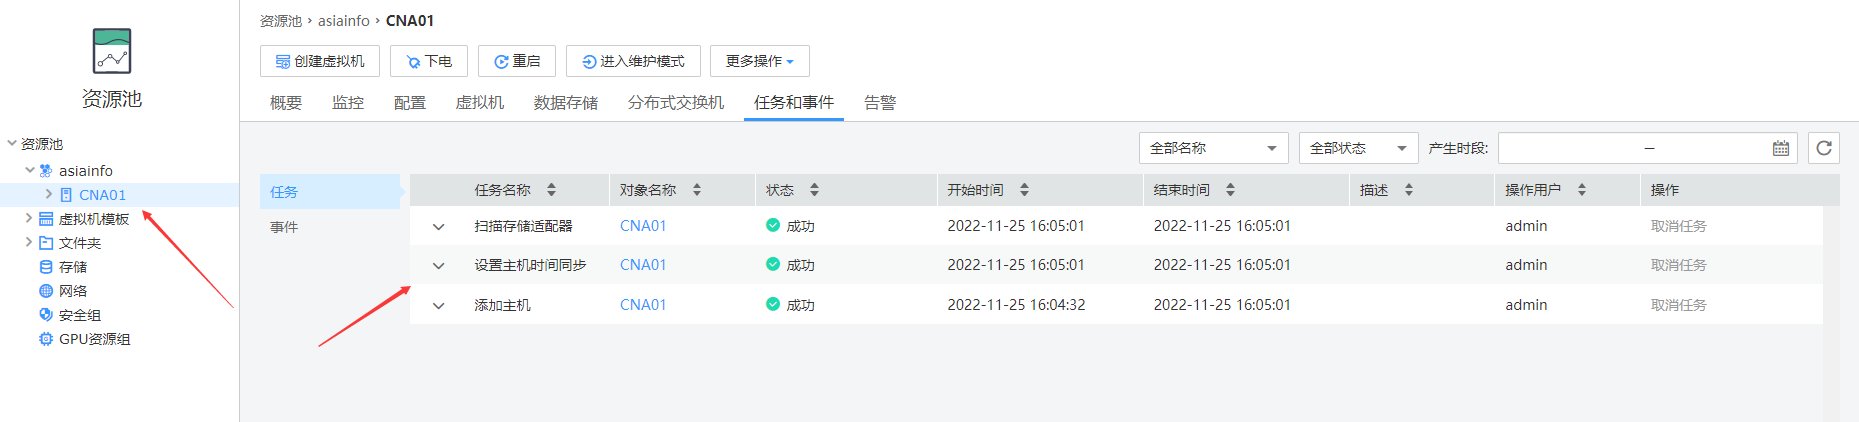 资源池
资源池
asiainfo
CNA01
虚拟机模板
文件夹
存储
网络
安全组
GPU资源组
资源池 › asiainfo › CNA01
创建虚拟机 下电 重启 进入维护模式 更多操作
概要 监控 配置 虚拟机 数据存储 分布式交换机 任务和事件 告警
全部名称 全部状态 产生时段: –
任务
事件
任务名称 对象名称 状态 开始时间 结束时间 描述 操作用户 操作
扫描存储适配器 CNA01 成功 2022-11-25 16:05:01 2022-11-25 16:05:01 admin 取消任务
设置主机时间同步 CNA01 成功 2022-11-25 16:05:01 2022-11-25 16:05:01 admin 取消任务
添加主机 CNA01 成功 2022-11-25 16:04:32 2022-11-25 16:05:01 admin 取消任务